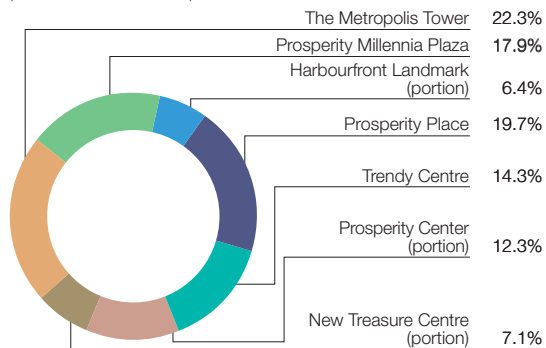 The Metropolis Tower 22.3%
Prosperity Millennia Plaza 17.9%
Harbourfront Landmark
(portion) 6.4%
Prosperity Place 19.7%
Trendy Centre 14.3%
Prosperity Center
(portion) 12.3%
New Treasure Centre
(portion) 7.1%